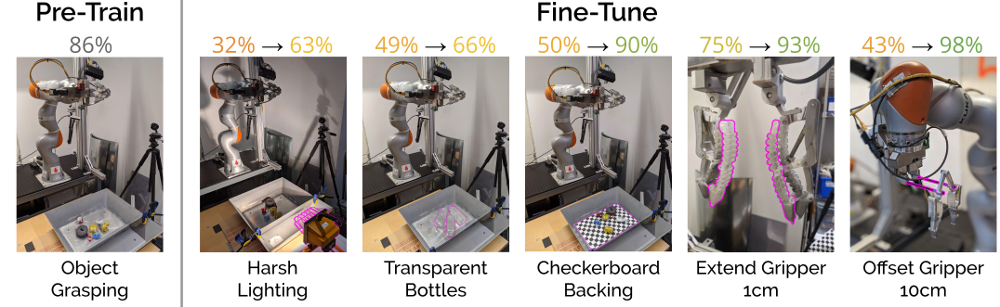 Pre-Train
Fine-Tune
86%
32% → 63%
49% → 66%
50% → 90%
75% → 93%
43% → 98%
Object
Grasping
Harsh
Lighting
Transparent
Bottles
Checkerboard
Backing
Extend Gripper
1cm
Offset Gripper
10cm